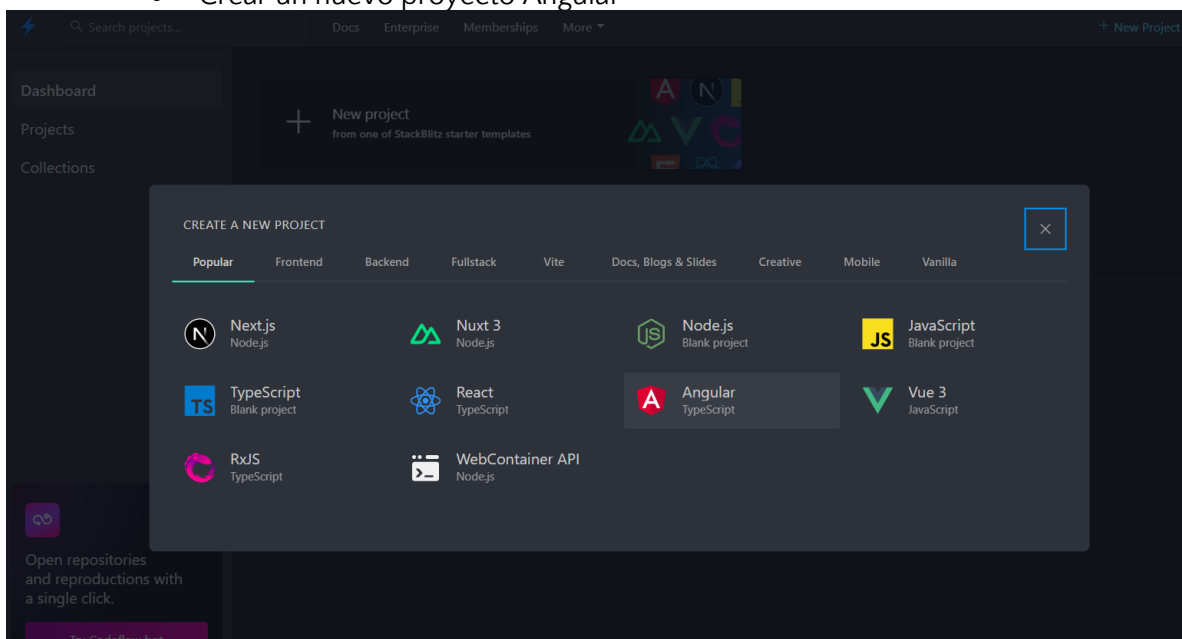 Crear un nuevo proyecto Angular
Search projects...
Docs Enterprise Memberships More
+ New Project
Dashboard
Projects
Collections
New project
from one of StackBlitz starter templates
CREATE A NEW PROJECT
Popular Frontend Backend Fullstack Vite Docs, Blogs & Slides Creative Mobile Vanilla
Next.js
Node.js
Nuxt 3
Node.js
Node.js
Blank project
JavaScript
Blank project
TypeScript
Blank project
React
TypeScript
Angular
TypeScript
Vue 3
JavaScript
RxJS
TypeScript
WebContainer API
Node.js
Open repositories
and reproductions with
a single click.
Try Codeflow bot